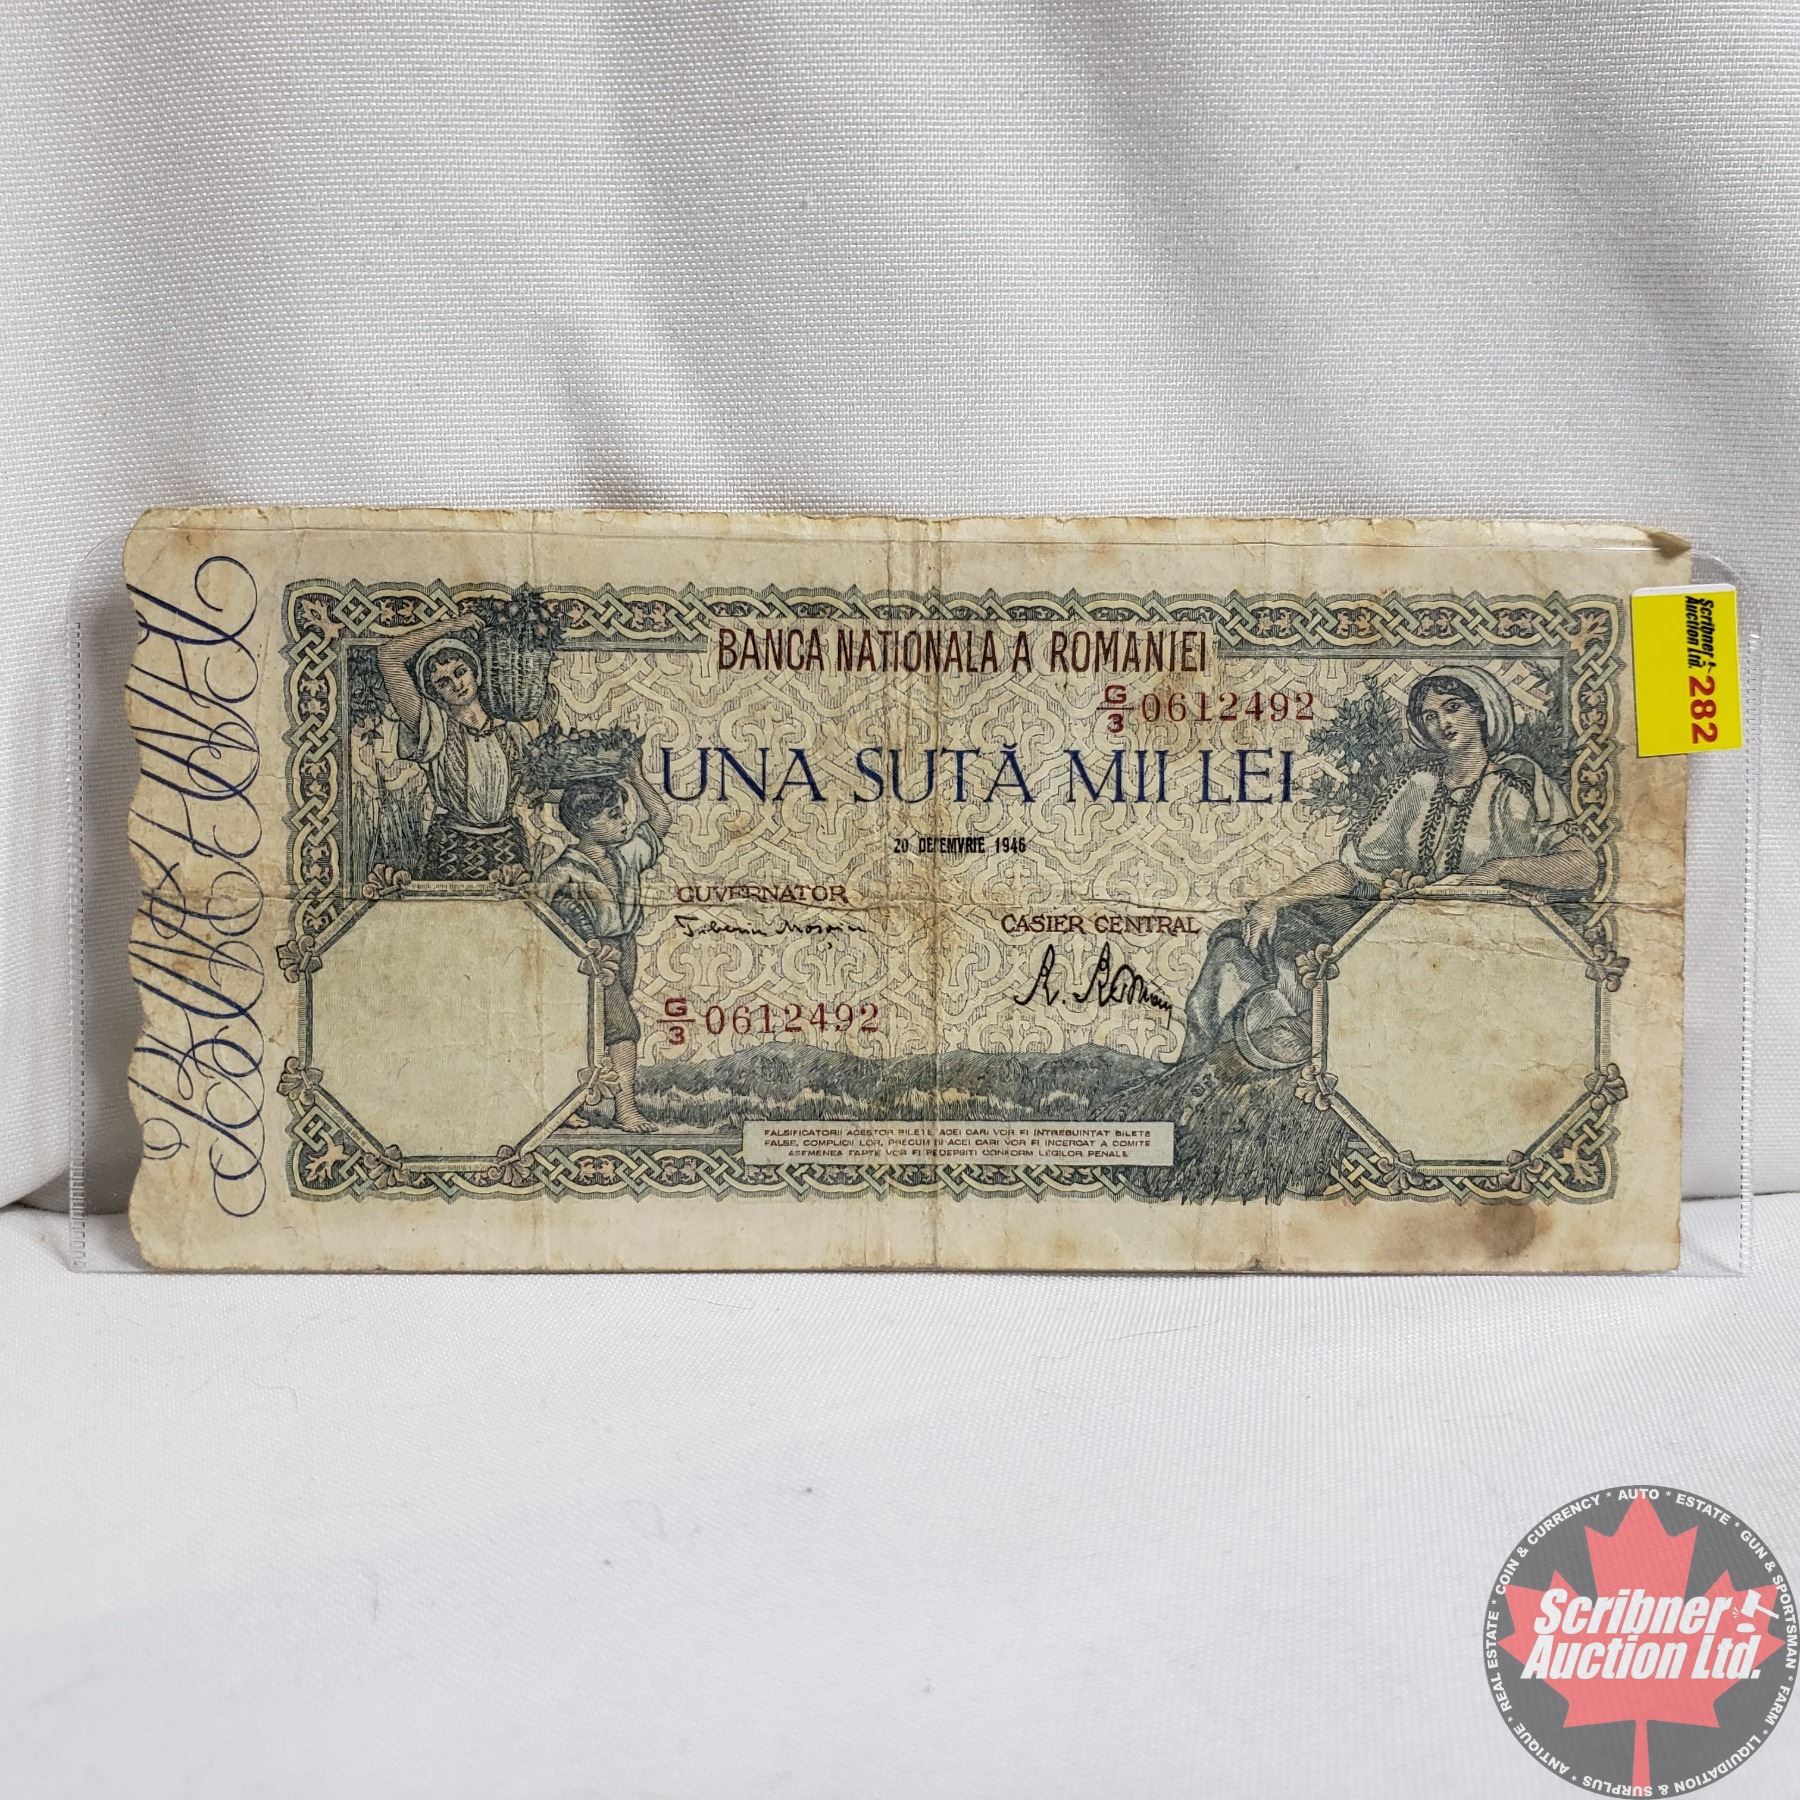 BANCA NAȚIONALA A ROMANIEI
G/3 0612492
UNA SUTĂ MII LEI
20 DECEMVRIE 1946
GUVERNATOR
CASIER CENTRAL
G/3 0612492
FALSIFICATORII ACESTOR BILETE, ACEI CARI VOR FI INTREBUINTAT BILETE
FALSE, COMPLICII LOR, PRECUM SI ACEI CARI VOR FI INCERCAT A COMITE
ASEMENEA FAPTE VOR FI PEDEPSITI CONFORM LEGILOR PENALE
Scribner
Auction Ltd.
282
Scribner
Auction Ltd.
ANTIQUE * REAL ESTATE * COIN & CURRENCY * AUTO * ESTATE * GUN & SPORTSMAN * FARM * LIQUIDATION & SURPLUS *